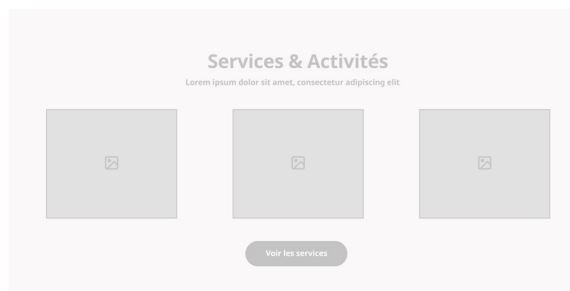 Services & Activités
Lorem ipsum dolor sit amet, consectetur adipiscing elit
Voir les services